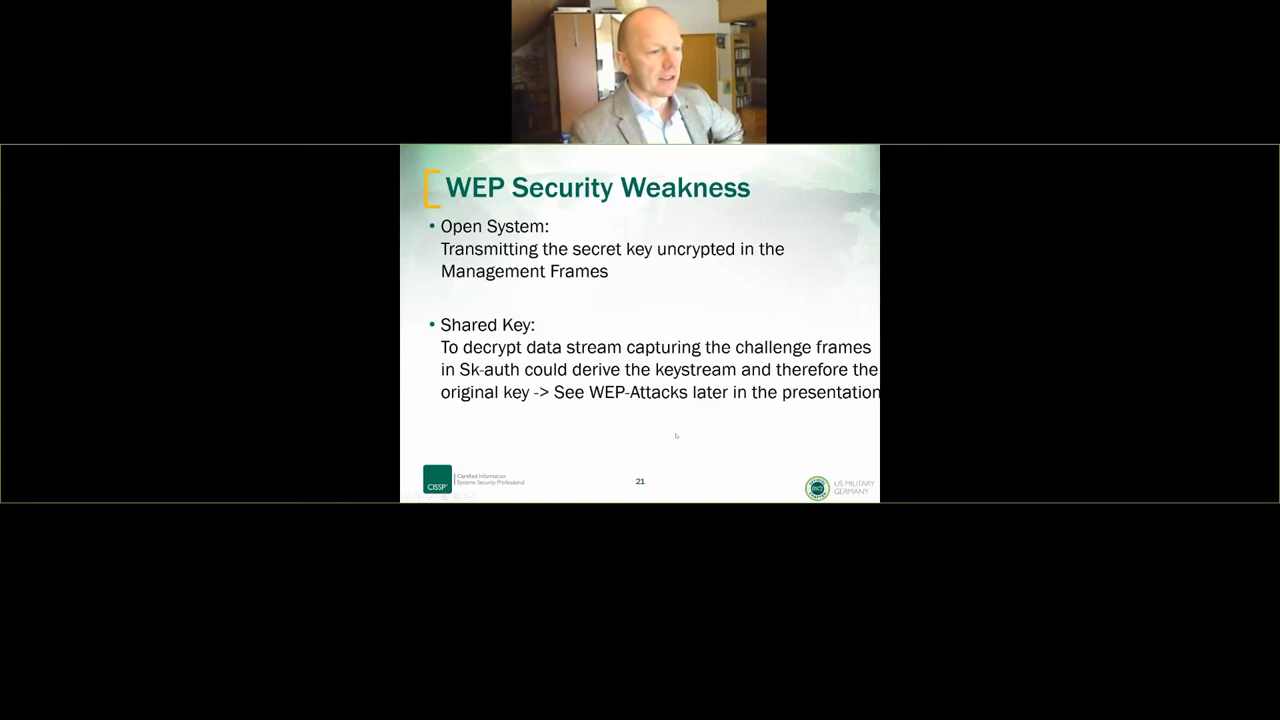 WEP Security Weakness
• Open System:
Transmitting the secret key uncrypted in the
Management Frames
• Shared Key:
To decrypt data stream capturing the challenge frames
in Sk-auth could derive the keystream and therefore the
original key -> See WEP-Attacks later in the presentation
CISSP
Certified Information
Systems Security Professional
21
US MILITARY
GERMANY